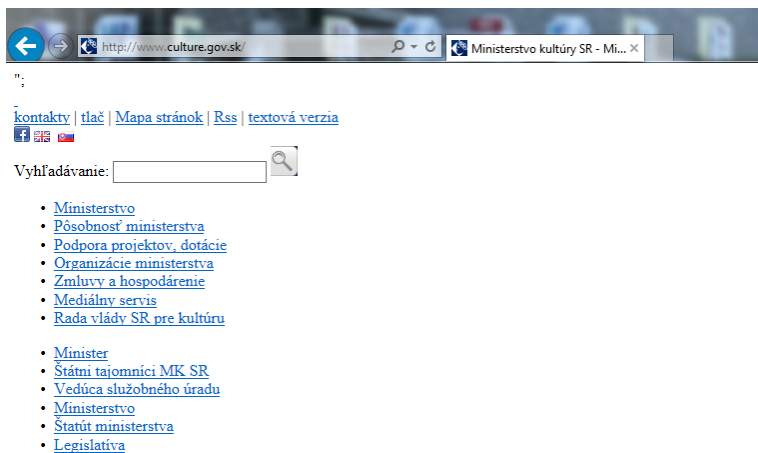 http://www.culture.gov.sk/
Ministerstvo kultúry SR - Mi...
";
kontakty | tlač | Mapa stránok | Rss | textová verzia
Vyhľadávanie:
• Ministerstvo
• Pôsobnosť ministerstva
• Podpora projektov, dotácie
• Organizácie ministerstva
• Zmluvy a hospodárenie
• Mediálny servis
• Rada vlády SR pre kultúru
• Minister
• Štátni tajomníci MK SR
• Vedúca služobného úradu
• Ministerstvo
• Štatút ministerstva
• Legislatíva